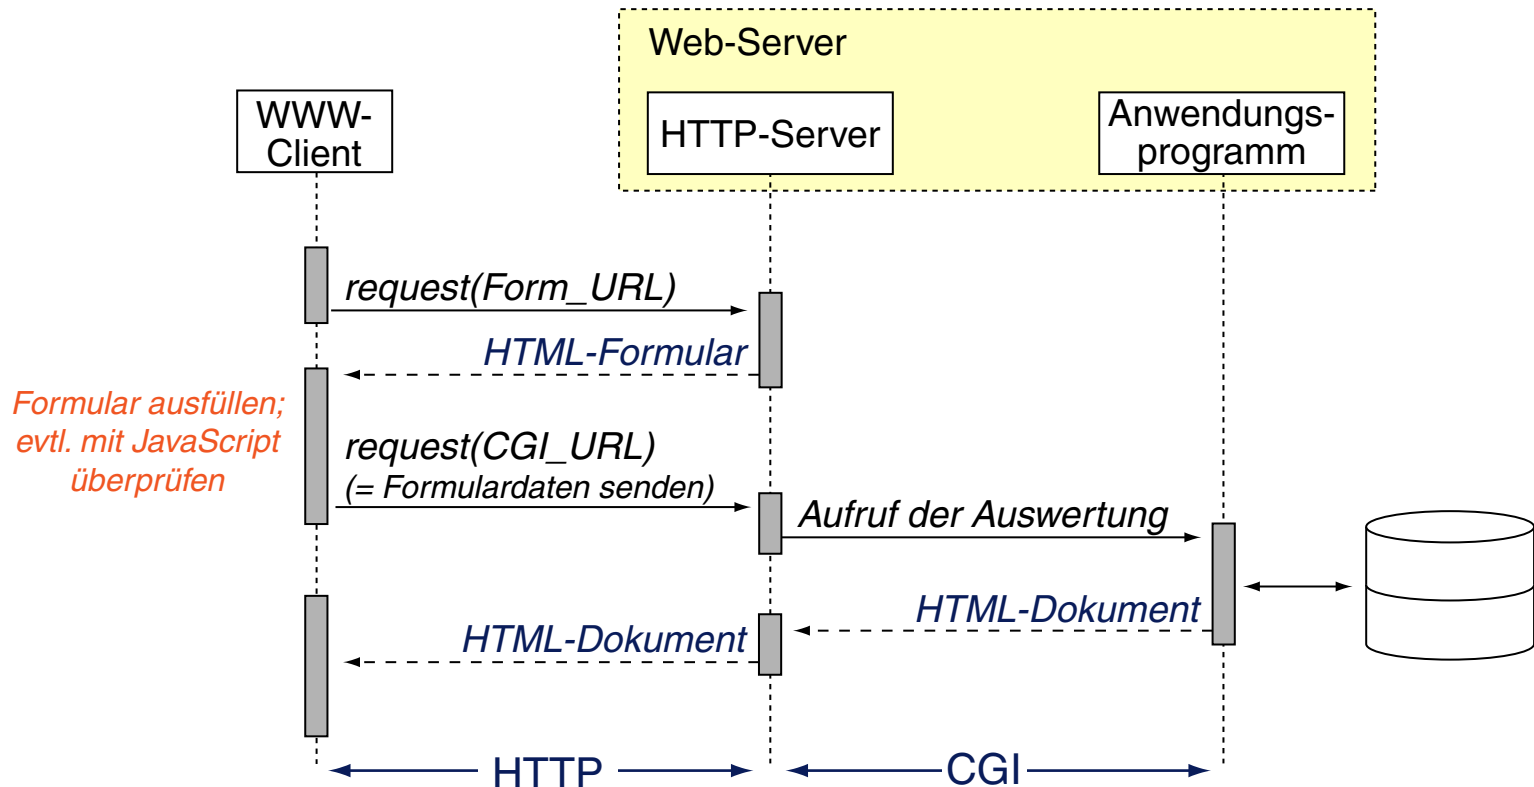 Web-Server
WWW-
Client
HTTP-Server
Anwendungs-
programm
request(Form_URL)
HTML-Formular
Formular ausfüllen;
evtl. mit JavaScript
überprüfen
request(CGI_URL)
(= Formulardaten senden)
Aufruf der Auswertung
HTML-Dokument
HTML-Dokument
HTTP
CGI